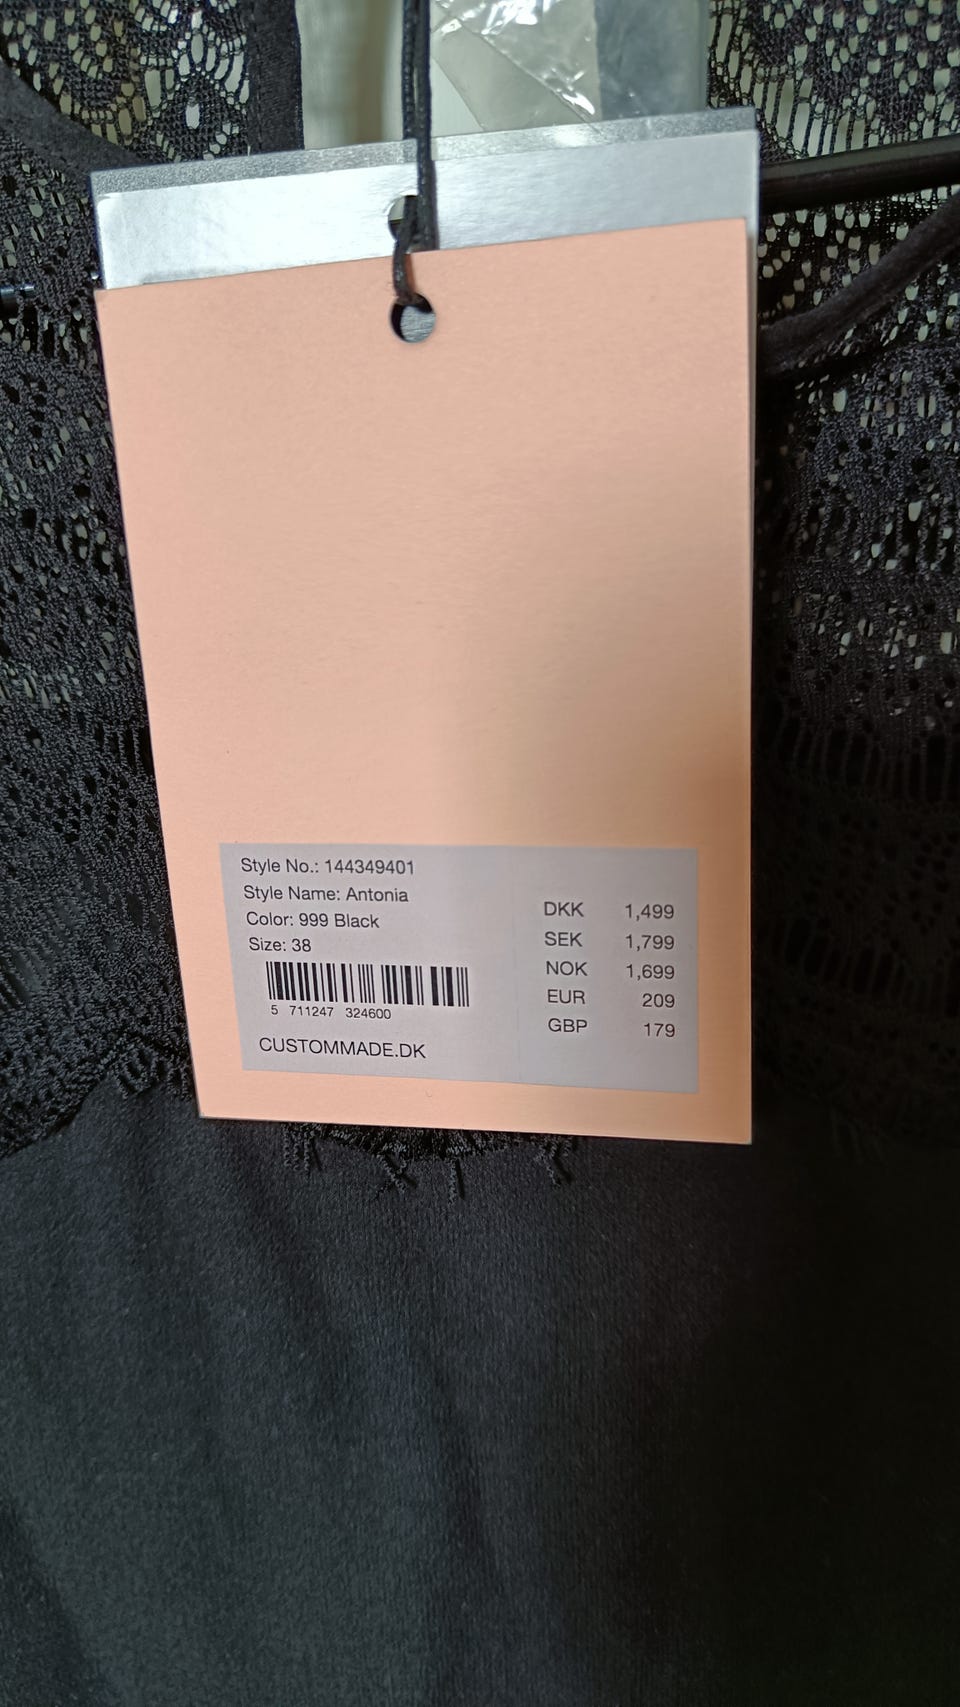 Style No.: 144349401
Style Name: Antonia
Color: 999 Black
Size: 38
5 711247 324600
CUSTOMMADE.DK
DKK 1,499
SEK 1,799
NOK 1,699
EUR 209
GBP 179